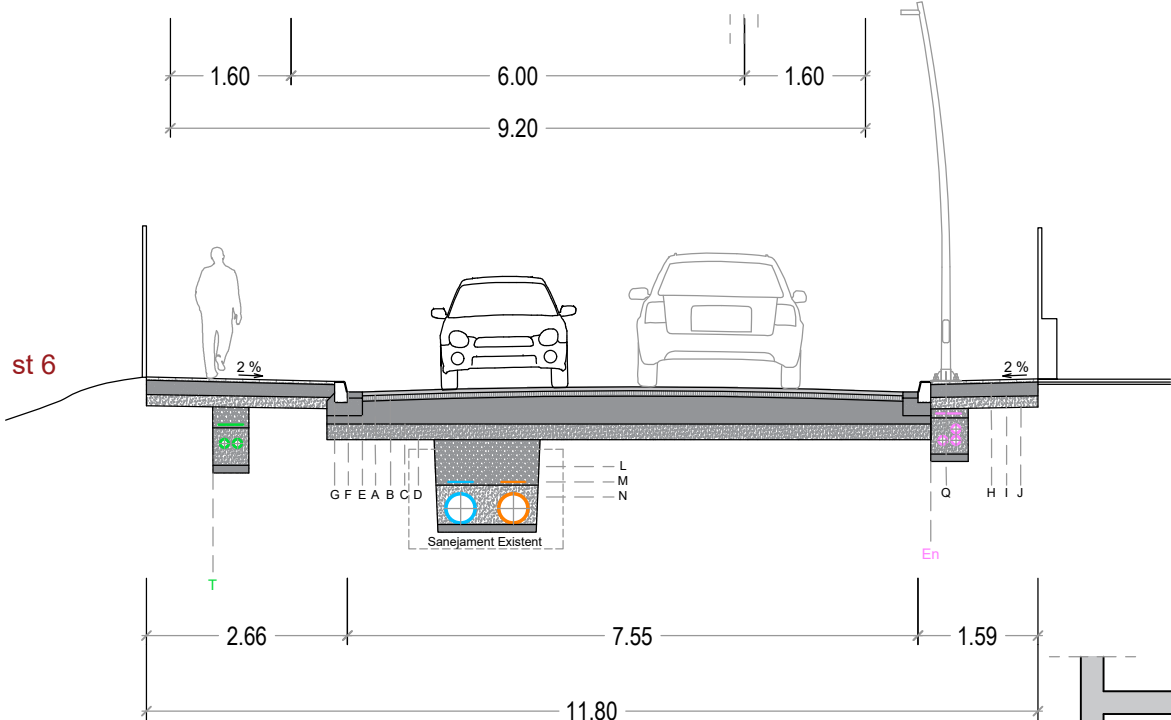 1.60 6.00 1.60
9.20
st 6
2 % 2 %
L
M
N
G F E A B C D Q H I J
Sanejament Existent
En
T
2.66 7.55 1.59
11.80